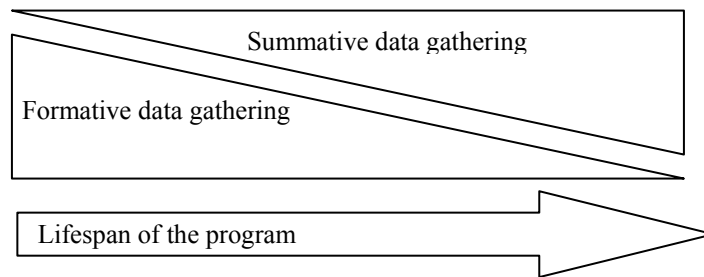 Summative data gathering
Formative data gathering
Lifespan of the program